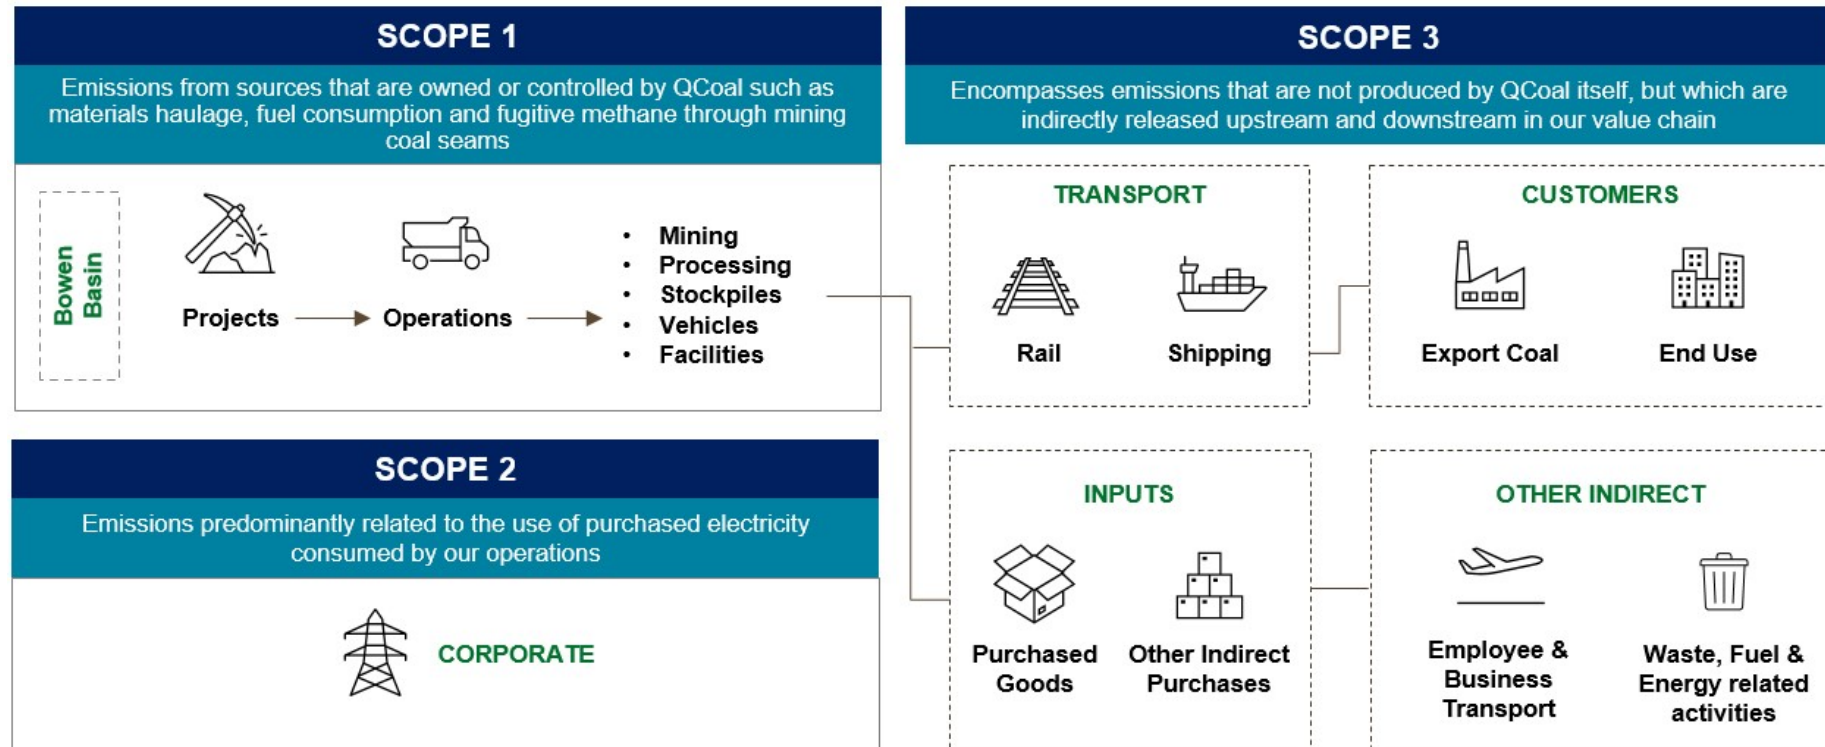 SCOPE 1
Emissions from sources that are owned or controlled by QCoal such as
materials haulage, fuel consumption and fugitive methane through mining
coal seams
Bowen
Basin
Projects
Operations
• Mining
• Processing
• Stockpiles
• Vehicles
• Facilities
SCOPE 2
Emissions predominantly related to the use of purchased electricity
consumed by our operations
CORPORATE
SCOPE 3
Encompasses emissions that are not produced by QCoal itself, but which are
indirectly released upstream and downstream in our value chain
TRANSPORT
Rail
Shipping
CUSTOMERS
Export Coal
End Use
INPUTS
Purchased
Goods
Other Indirect
Purchases
OTHER INDIRECT
Employee &
Business
Transport
Waste, Fuel &
Energy related
activities